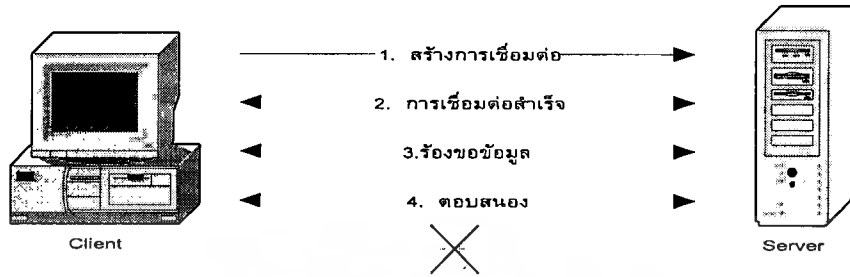 1. สร้างการเชื่อมต่อ
2. การเชื่อมต่อสำเร็จ
3.ร้องขอข้อมูล
4. ตอบสนอง
Client
Server